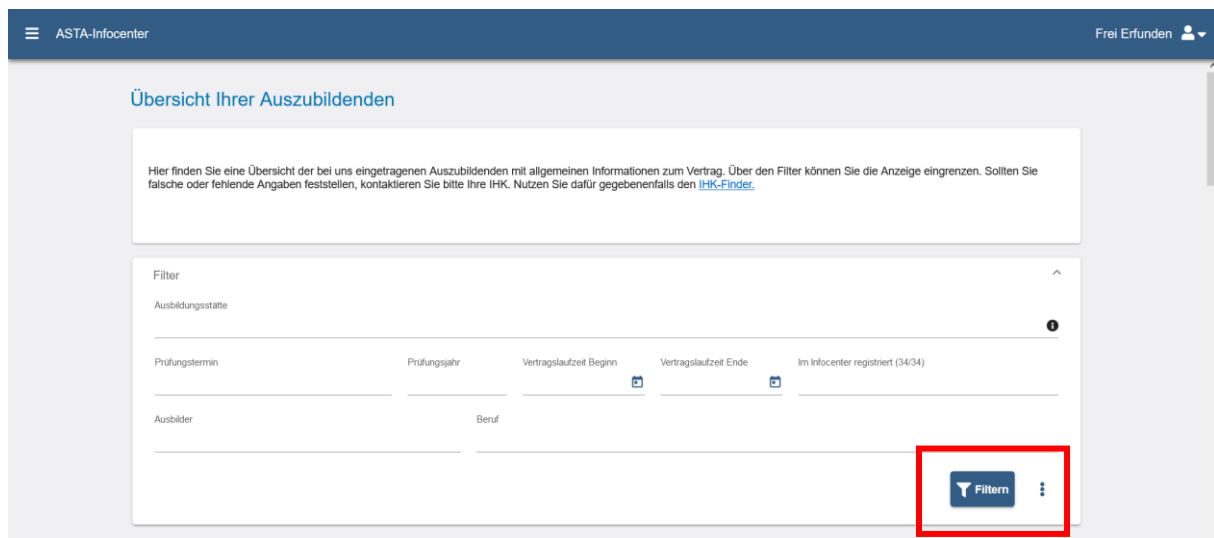 ASTA-Infocenter
Frei Erfunden
Übersicht Ihrer Auszubildenden
Hier finden Sie eine Übersicht der bei uns eingetragenen Auszubildenden mit allgemeinen Informationen zum Vertrag. Über den Filter können Sie die Anzeige eingrenzen. Sollten Sie
falsche oder fehlende Angaben feststellen, kontaktieren Sie bitte Ihre IHK. Nutzen Sie dafür gegebenenfalls den IHK-Finder.
Filter
Ausbildungsstätte
Prüfungstermin
Prüfungsjahr
Vertragslaufzeit Beginn
Vertragslaufzeit Ende
Im Infocenter registriert (34/34)
Ausbilder
Beruf
Filtern